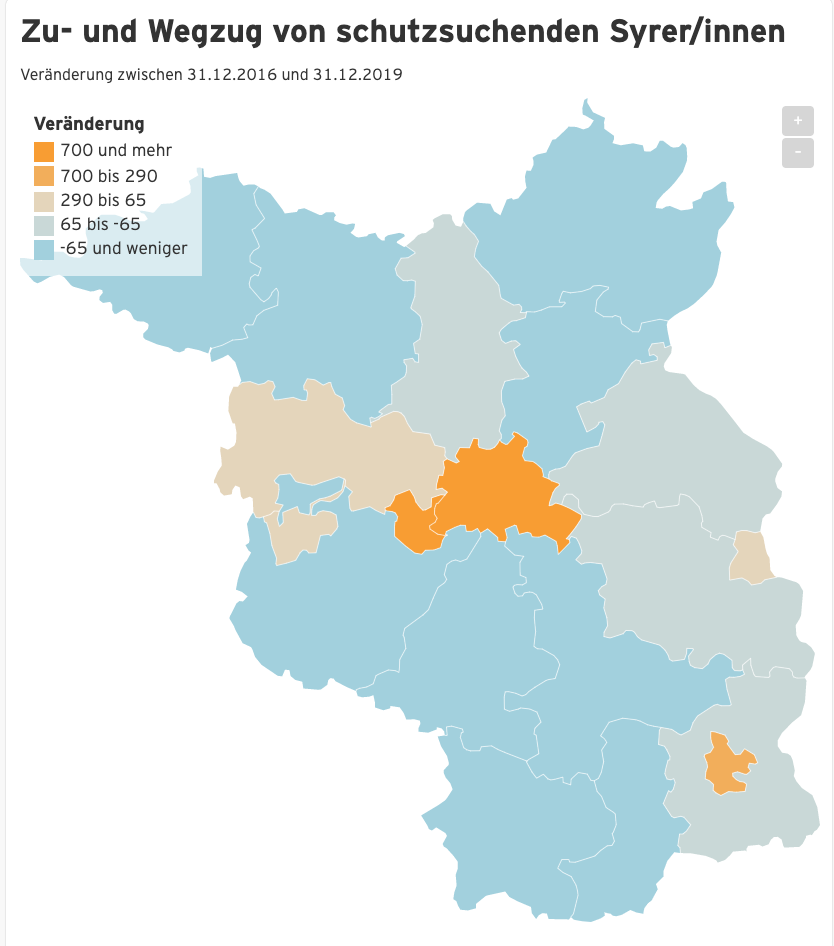 Zu- und Wegzug von schutzsuchenden Syrer/innen
Veränderung zwischen 31.12.2016 und 31.12.2019
Veränderung
700 und mehr
700 bis 290
290 bis 65
65 bis -65
-65 und weniger
+
-